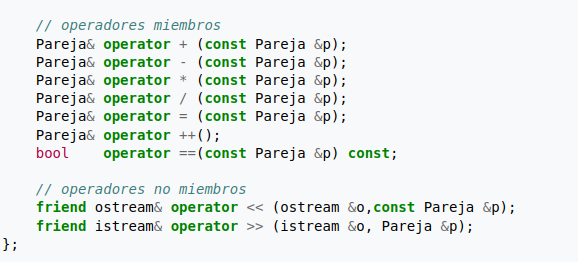 // operadores miembros
Pareja& operator + (const Pareja &p);
Pareja& operator - (const Pareja &p);
Pareja& operator * (const Pareja &p);
Pareja& operator / (const Pareja &p);
Pareja& operator = (const Pareja &p);
Pareja& operator ++();
bool    operator ==(const Pareja &p) const;
// operadores no miembros
friend ostream& operator << (ostream &o,const Pareja &p);
friend istream& operator >> (istream &o, Pareja &p);
};